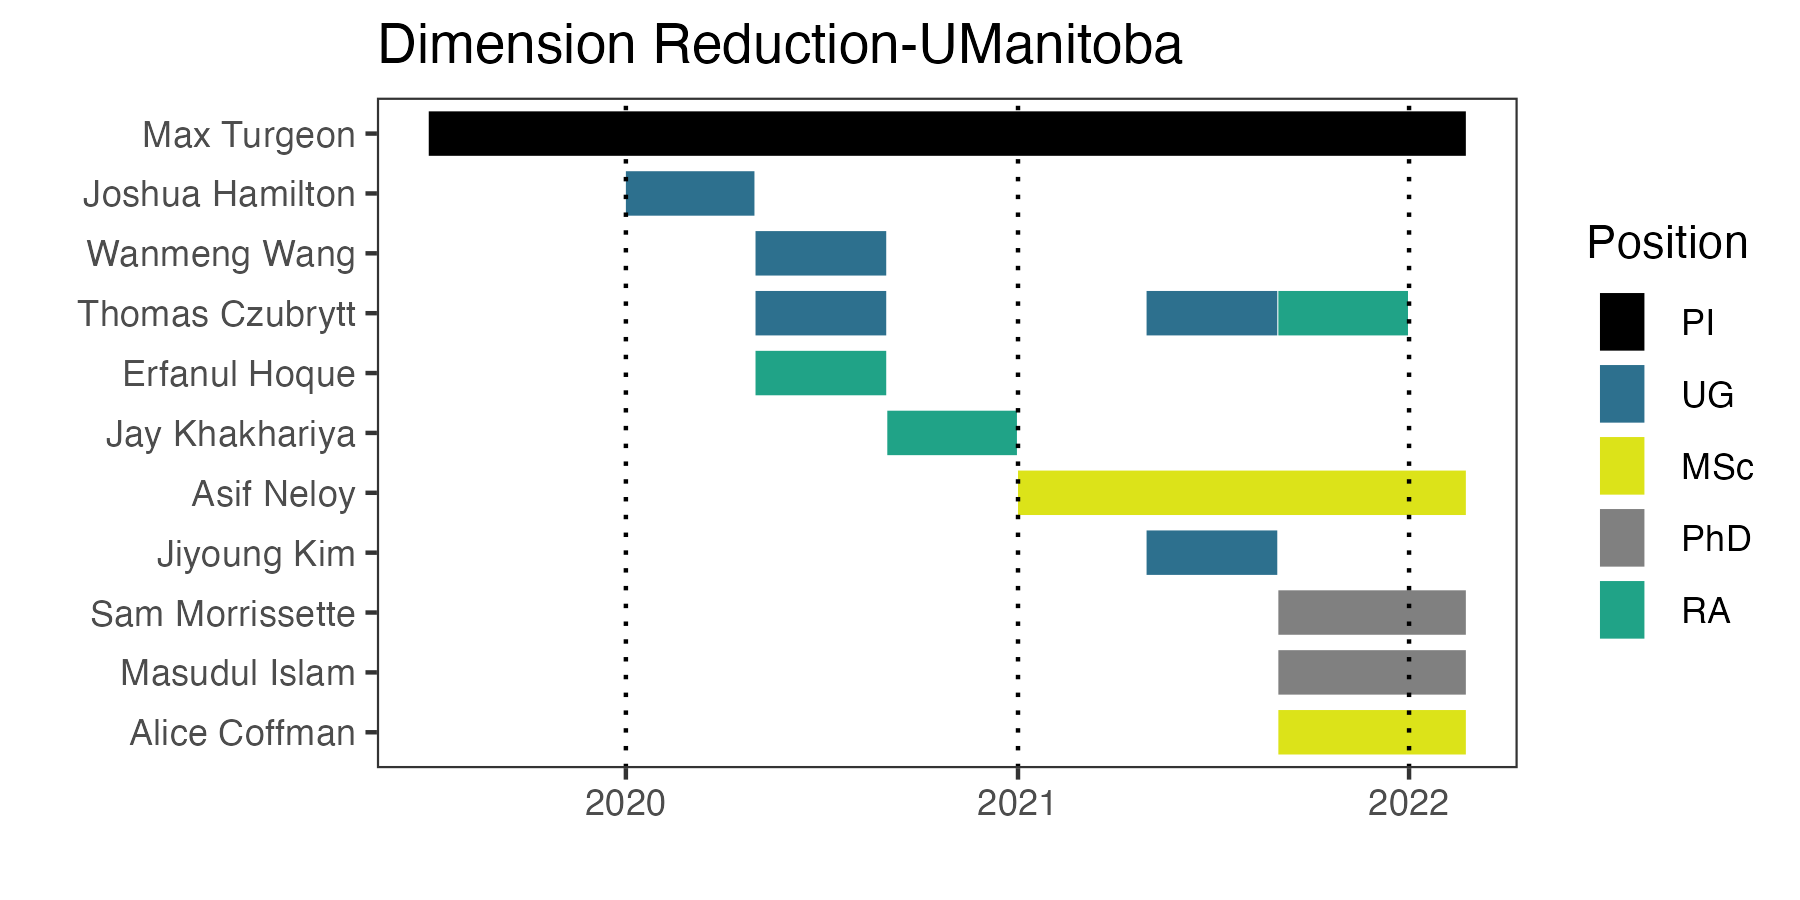 Dimension Reduction-UManitoba
Max Turgeon
Joshua Hamilton
Wanmeng Wang
Thomas Czubrytt
Erfanul Hoque
Jay Khakhariya
Asif Neloy
Jiyoung Kim
Sam Morrissette
Masudul Islam
Alice Coffman
2020 2021 2022
Position
PI
UG
MSc
PhD
RA